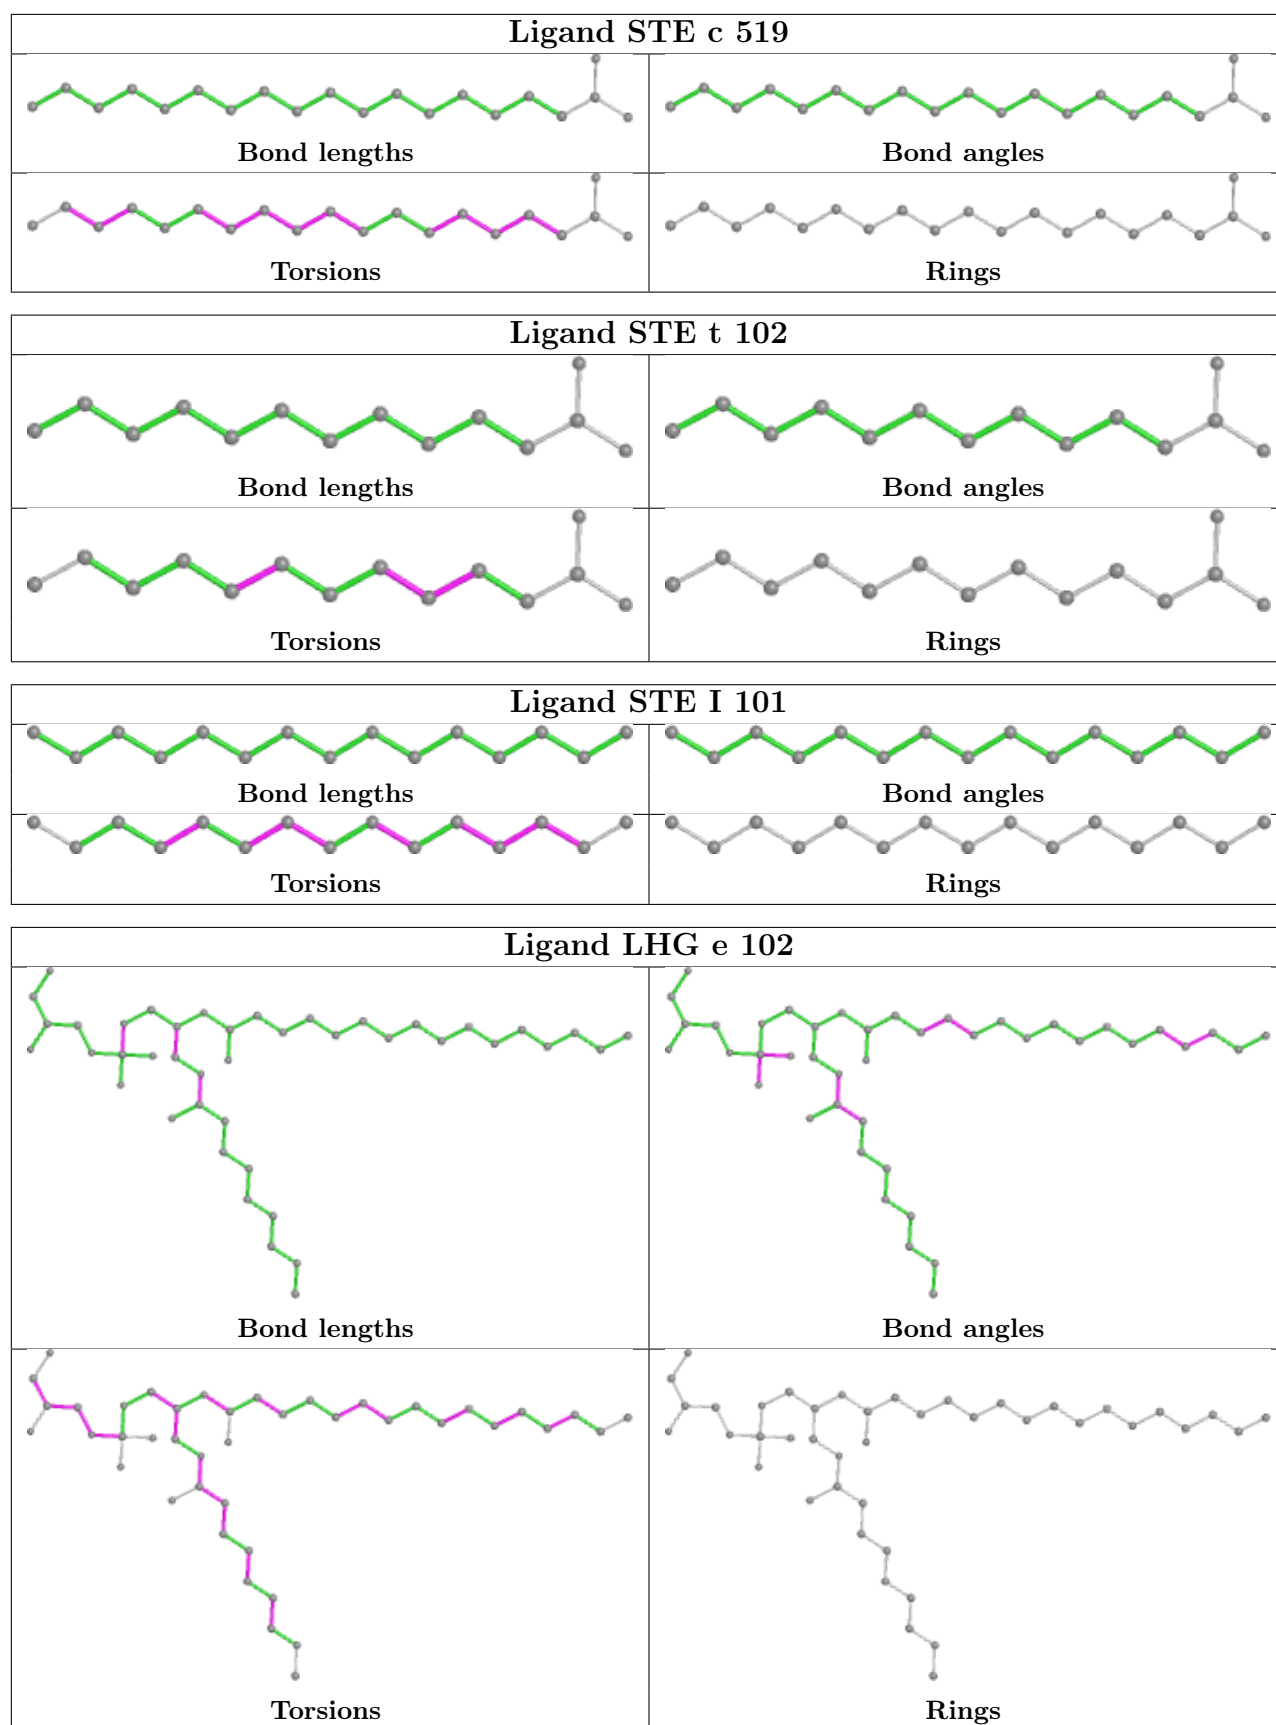 Ligand STE c 519
Bond lengths
Bond angles
Torsions
Rings
Ligand STE t 102
Bond lengths
Bond angles
Torsions
Rings
Ligand STE I 101
Bond lengths
Bond angles
Torsions
Rings
Ligand LHG e 102
Bond lengths
Bond angles
Torsions
Rings